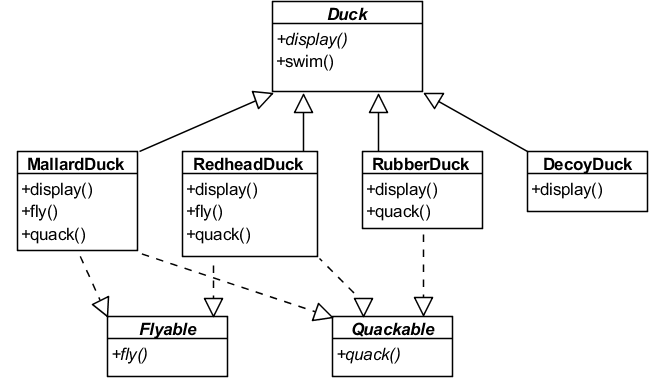 Duck
+display()
+swim()
MallardDuck
+display()
+fly()
+quack()
RedheadDuck
+display()
+fly()
+quack()
RubberDuck
+display()
+quack()
DecoyDuck
+display()
Flyable
+fly()
Quackable
+quack()